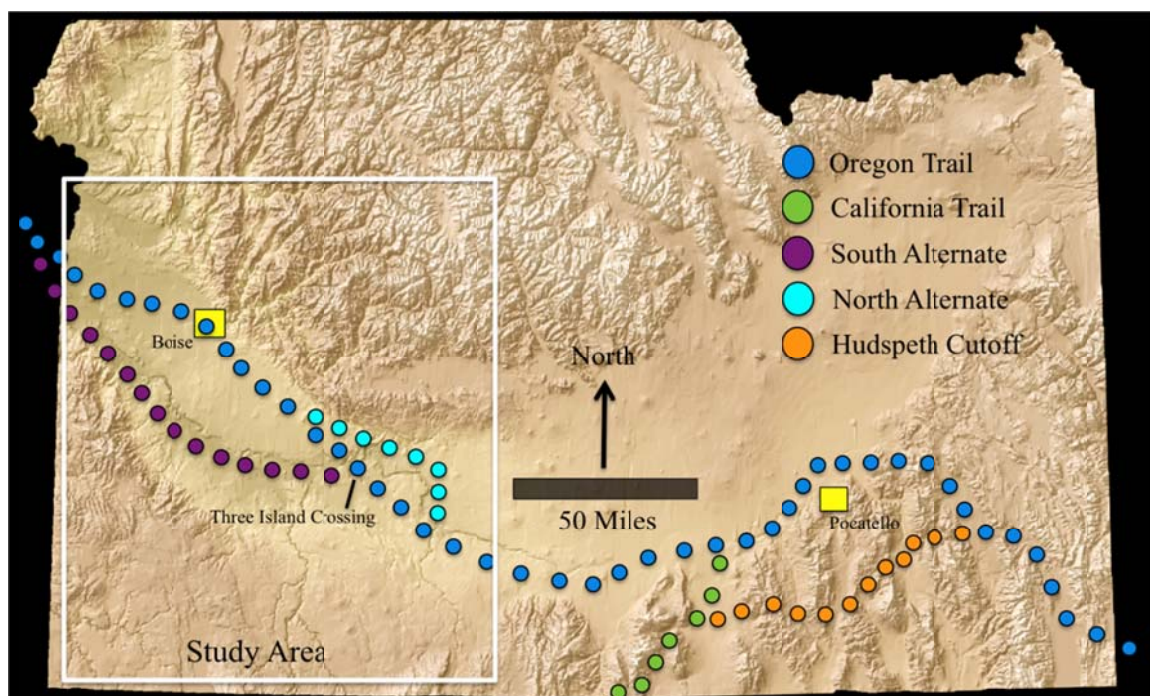 Oregon Trail
California Trail
South Alternate
North Alternate
Hudspeth Cutoff
Boise
North
50 Miles
Three Island Crossing
Pocatello
Study Area